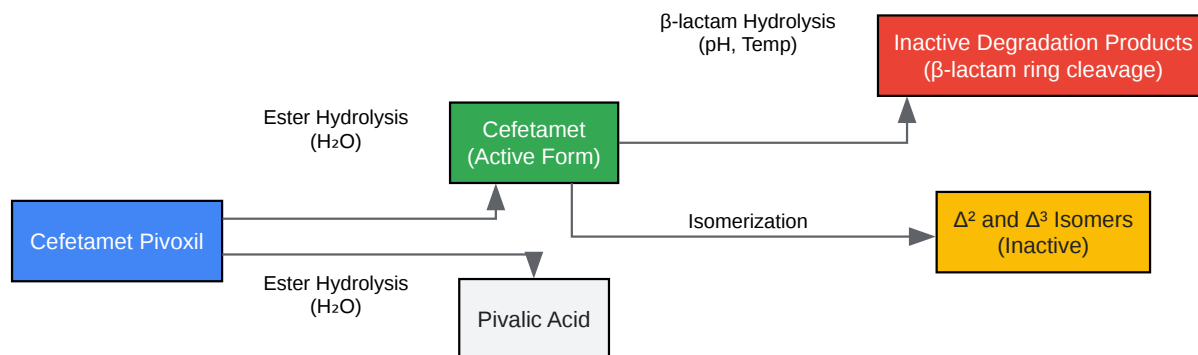 β-lactam Hydrolysis
(pH, Temp)
Inactive Degradation Products
(β-lactam ring cleavage)
Ester Hydrolysis
(H₂O)
Cefetamet
(Active Form)
Cefetamet Pivoxil
Isomerization
Δ² and Δ³ Isomers
(Inactive)
Ester Hydrolysis
(H₂O)
Pivalic Acid